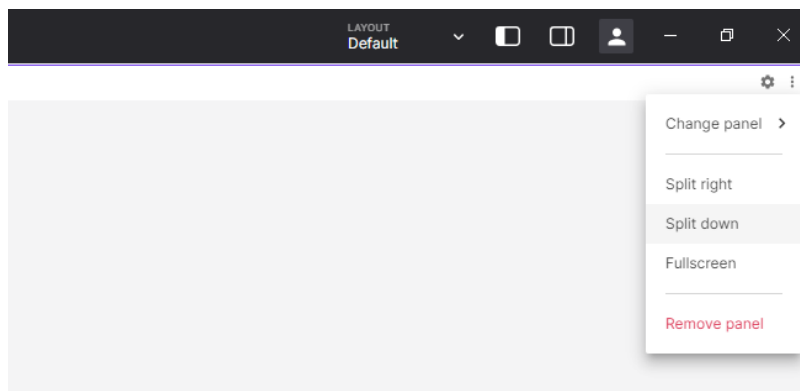 LAYOUT
Default
Change panel
Split right
Split down
Fullscreen
Remove panel